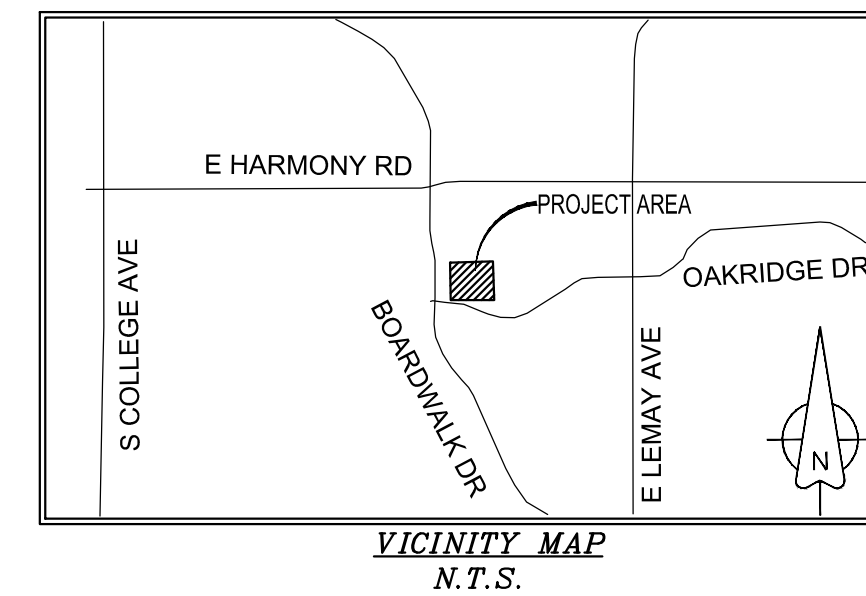 E HARMONY RD
PROJECT AREA
S COLLEGE AVE
OAKRIDGE DR
BOARDWALK DR
E LEMAY AVE
N
VICINITY MAP
N.T.S.